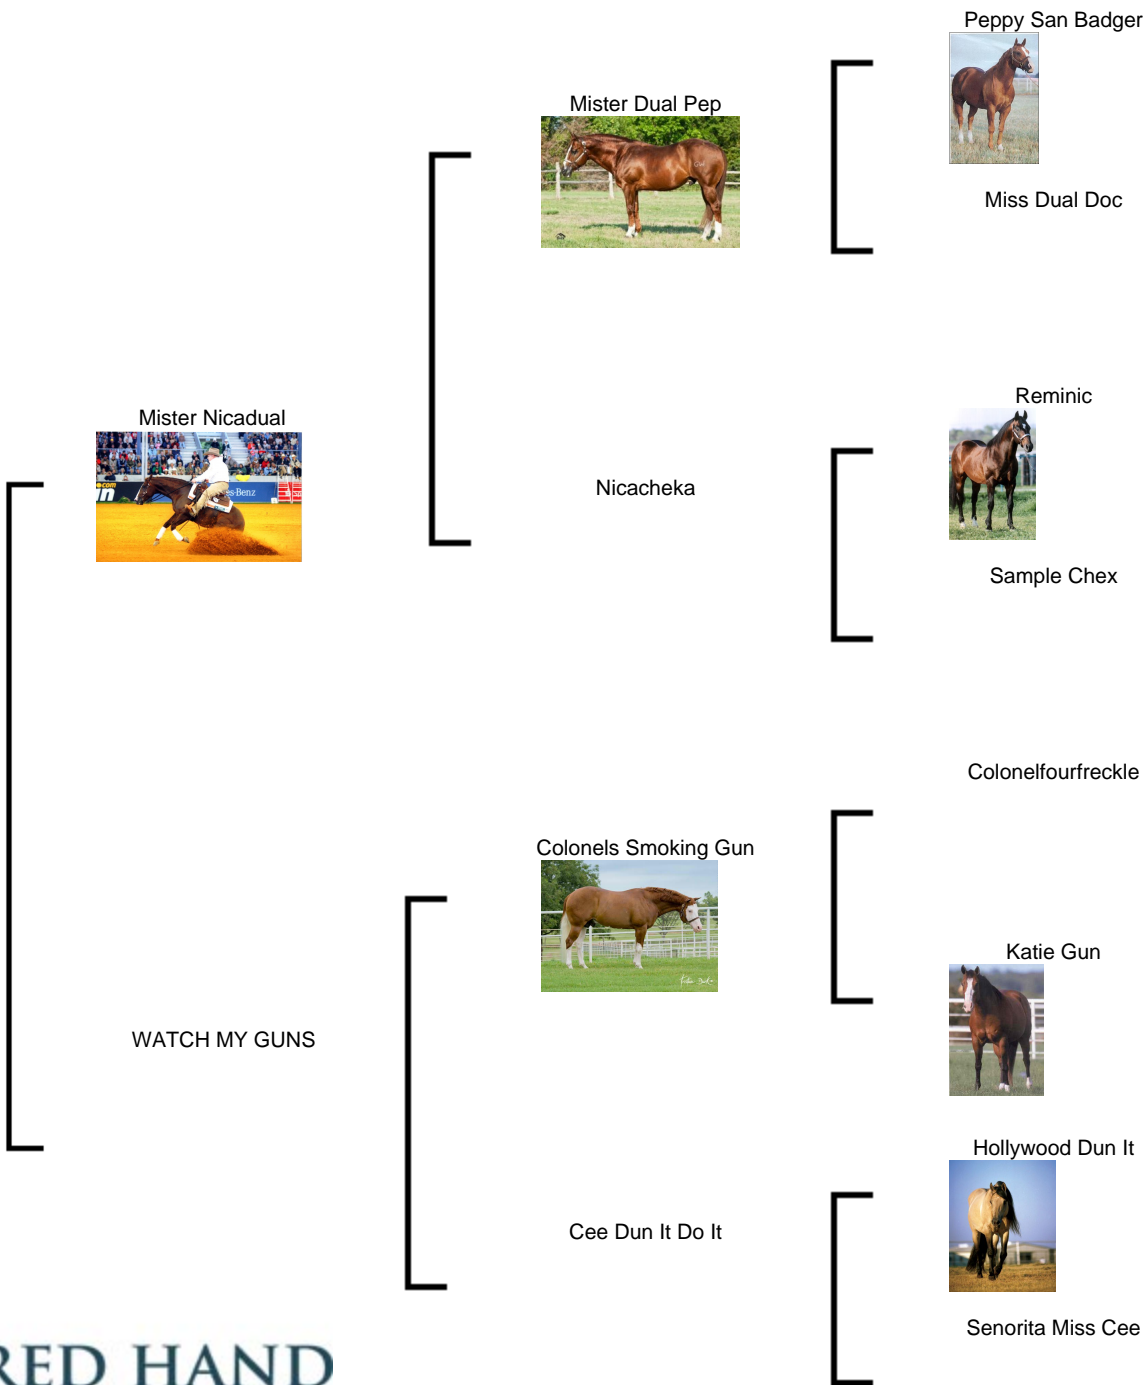 Peppy San Badger
Mister Dual Pep
Miss Dual Doc
Reminic
Mister Nicadual
Nicacheka
Sample Chex
Colonelfourfreckle
Colonels Smoking Gun
Katie Gun
WATCH MY GUNS
Hollywood Dun It
Cee Dun It Do It
Senorita Miss Cee
RED HAND